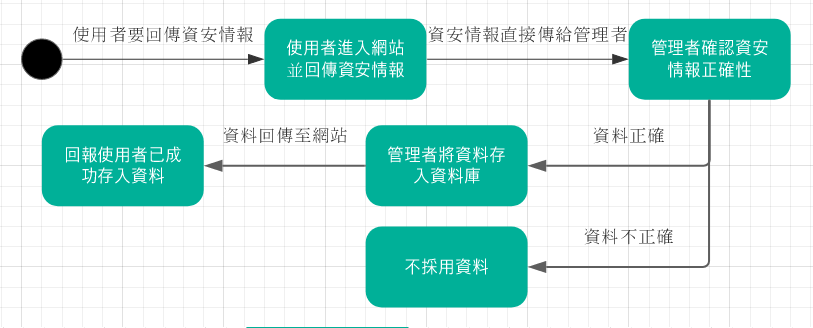 使用者要回傳資安情報
使用者進入網站
並回傳資安情報
資安情報直接傳給管理者
管理者確認資安
情報正確性
回報使用者已成
功存入資料
資料回傳至網站
管理者將資料存
入資料庫
資料正確
不採用資料
資料不正確